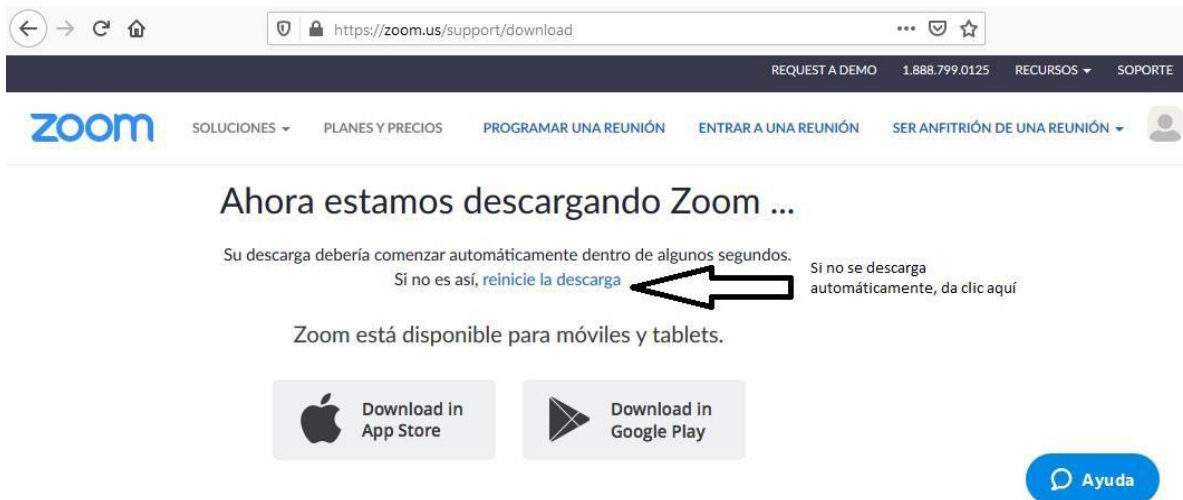 https://zoom.us/support/download
REQUEST A DEMO 1.888.799.0125 RECURSOS SOPORTE
zoom SOLUCIONES PLANES Y PRECIOS PROGRAMAR UNA REUNIÓN ENTRAR A UNA REUNIÓN SER ANFITRIÓN DE UNA REUNIÓN
Ahora estamos descargando Zoom ...
Su descarga debería comenzar automáticamente dentro de algunos segundos.
Si no es así, reinicie la descarga
Si no se descarga
automáticamente, da clic aquí
Zoom está disponible para móviles y tablets.
Download in
App Store
Download in
Google Play
Ayuda